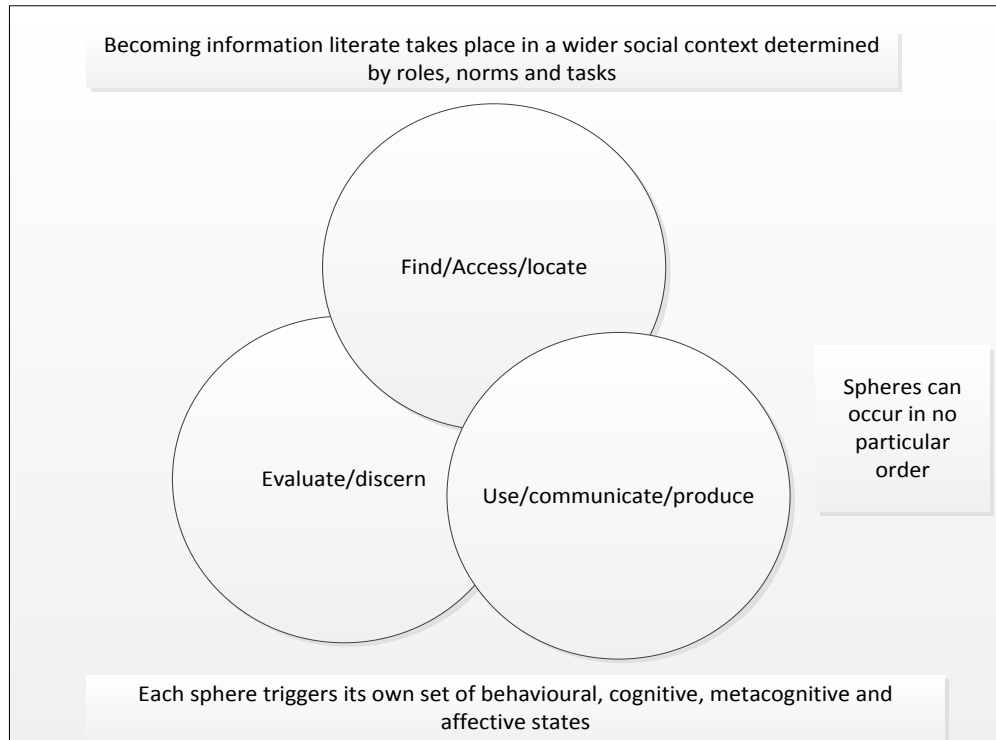 Becoming information literate takes place in a wider social context determined
by roles, norms and tasks
Find/Access/locate
Evaluate/discern
Use/communicate/produce
Spheres can
occur in no
particular
order
Each sphere triggers its own set of behavioural, cognitive, metacognitive and
affective states